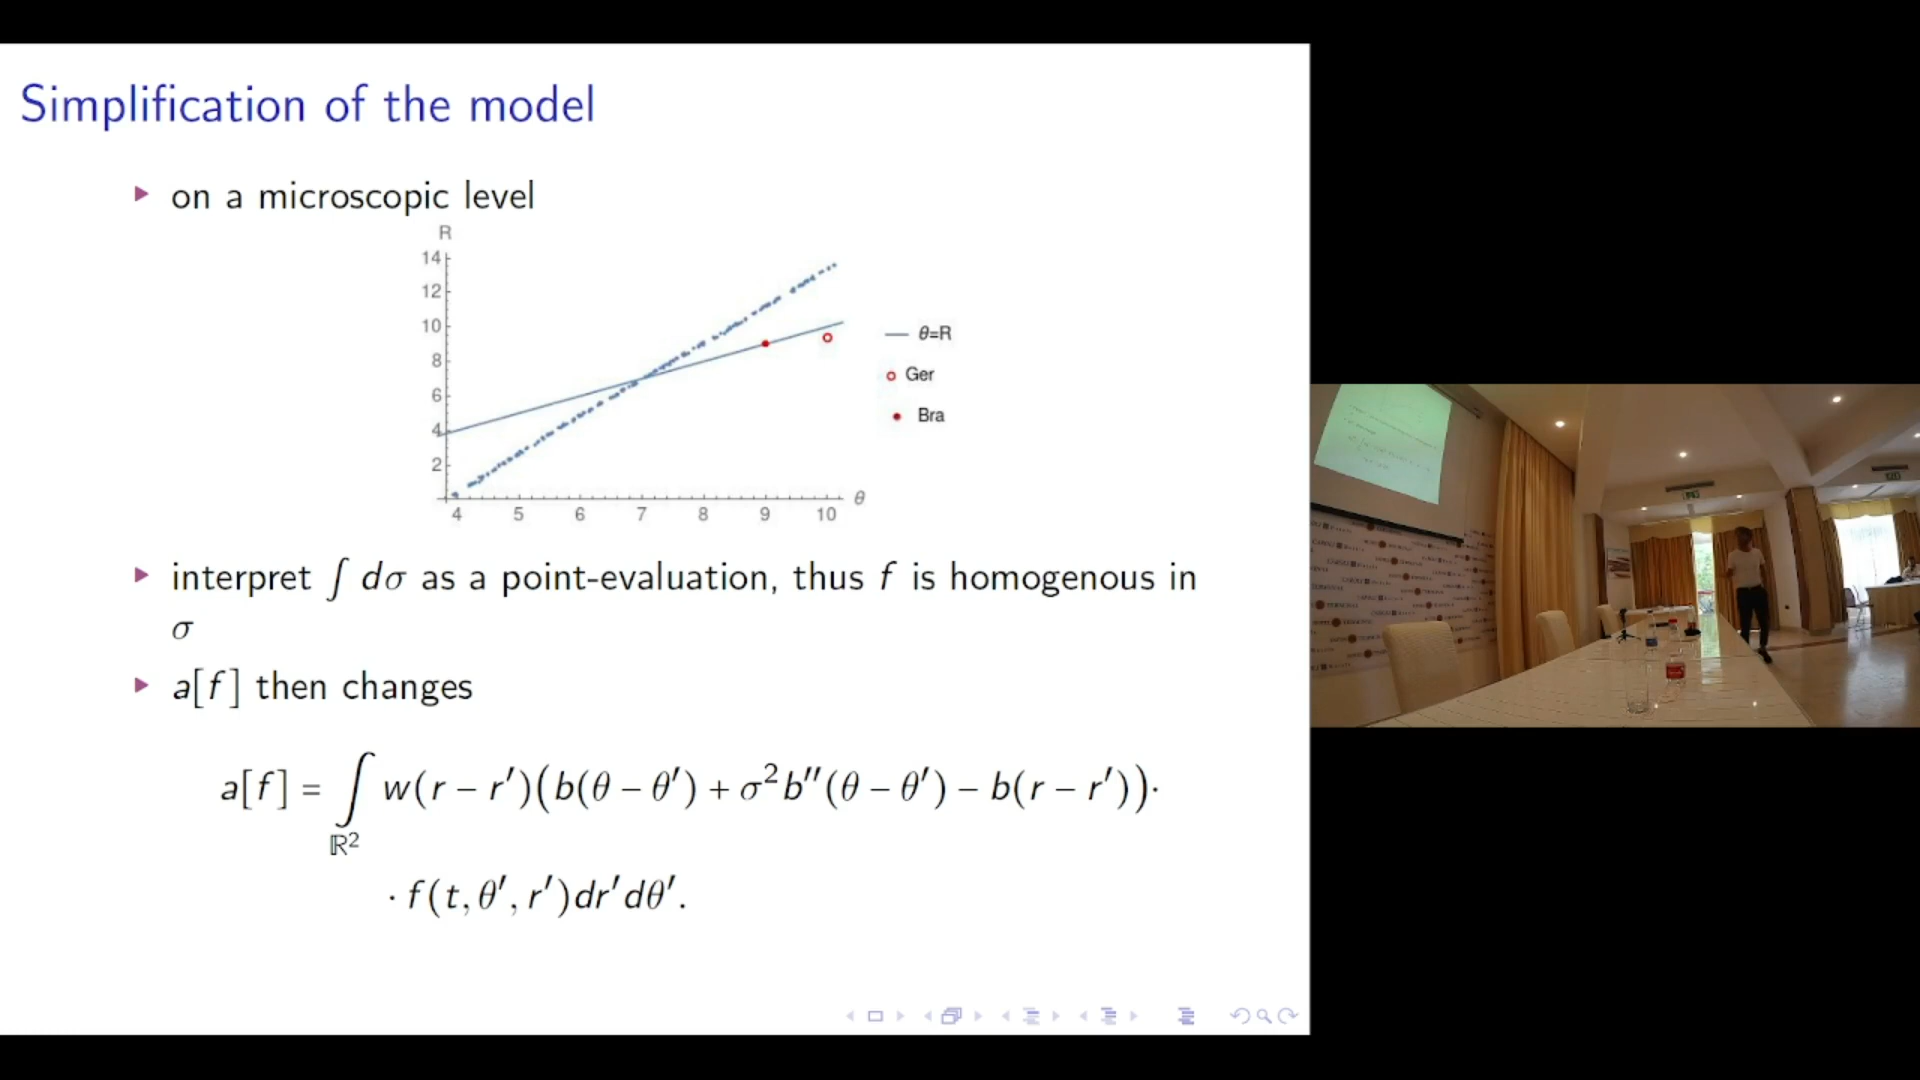 Simplification of the model
▶ on a microscopic level
R
14
12
10
8
6
4
2
4 5 6 7 8 9 10 θ
θ=R
Ger
Bra
▶ interpret ∫ dσ as a point-evaluation, thus f is homogenous in
σ
▶ a[f] then changes
a[f] = ∫ w(r − r′)(b(θ − θ′) + σ²b″(θ − θ′) − b(r − r′))·
ℝ²
· f(t, θ′, r′)dr′dθ′.